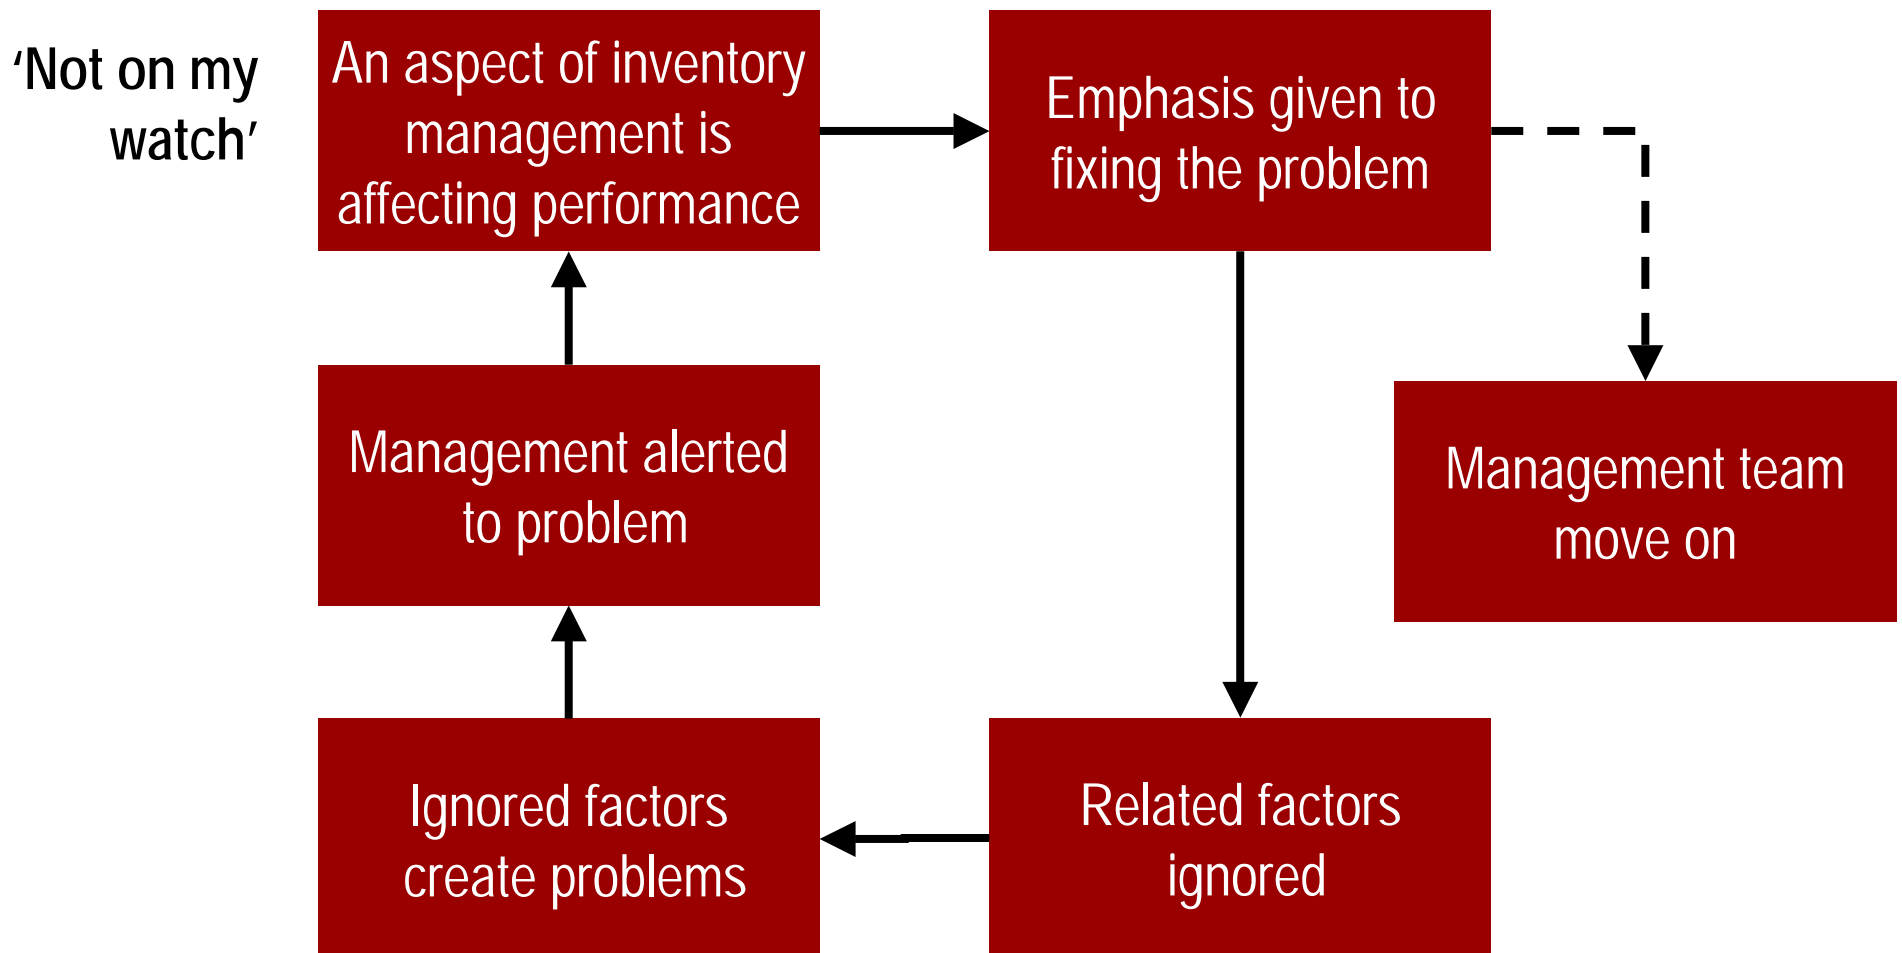 ‘Not on my
watch’
An aspect of inventory
management is
affecting performance
Emphasis given to
fixing the problem
Management alerted
to problem
Management team
move on
Ignored factors
create problems
Related factors
ignored